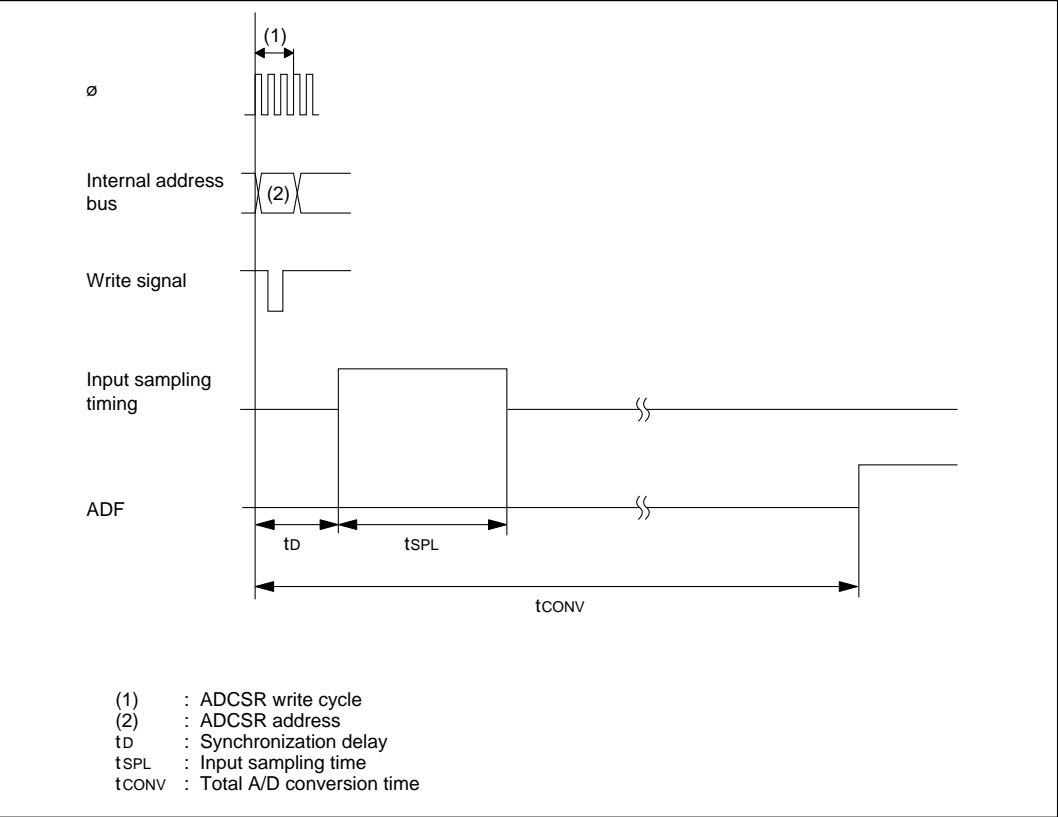 (1)
ø
Internal address
bus
(2)
Write signal
Input sampling
timing
ADF
tD
tSPL
tCONV
(1) : ADCSR write cycle
(2) : ADCSR address
tD : Synchronization delay
tSPL : Input sampling time
tCONV : Total A/D conversion time